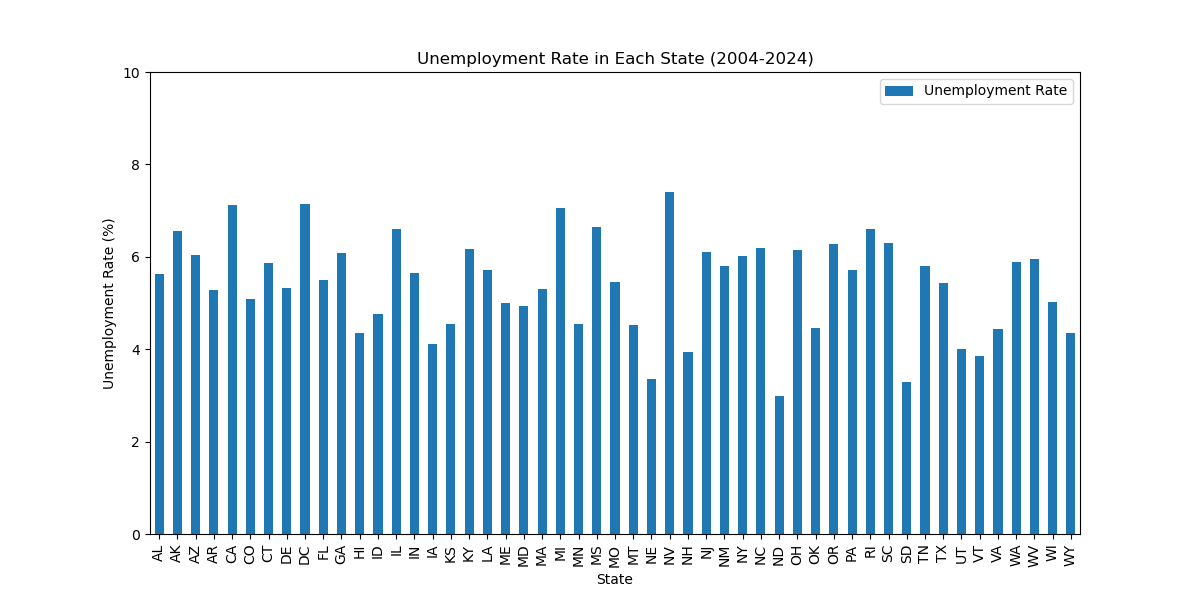 Unemployment Rate in Each State (2004-2024)
Unemployment Rate
Unemployment Rate (%)
10
8
6
4
2
0
AL AK AZ AR CA CO CT DE DC FL GA HI ID IL IN IA KS KY LA ME MD MA MI MN MS MO MT NE NV NH NJ NM NY NC ND OH OK OR PA RI SC SD TN TX UT VT VA WA WV WI WY
State